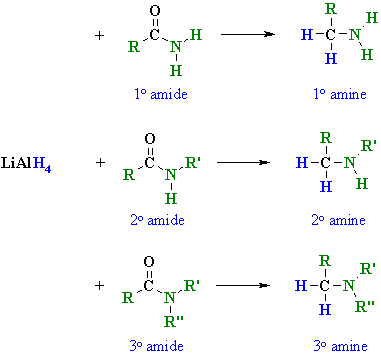 O R
+ R C N H → H C N H
H H H
1° amide 1° amine
O R
LiAlH₄ + R C N R' → H C N R'
H H H
2° amide 2° amine
O R
+ R C N R' → H C N R'
R" H R"
3° amide 3° amine